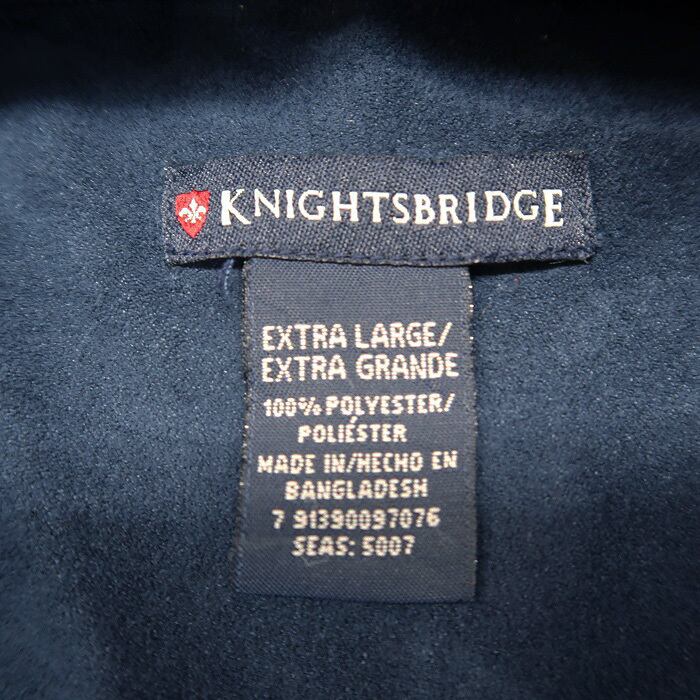 KNIGHTSBRIDGE
EXTRA LARGE/
EXTRA GRANDE
100% POLYESTER/
POLIÉSTER
MADE IN/HECHO EN
BANGLADESH
7 91390097076
SEAS: 5007